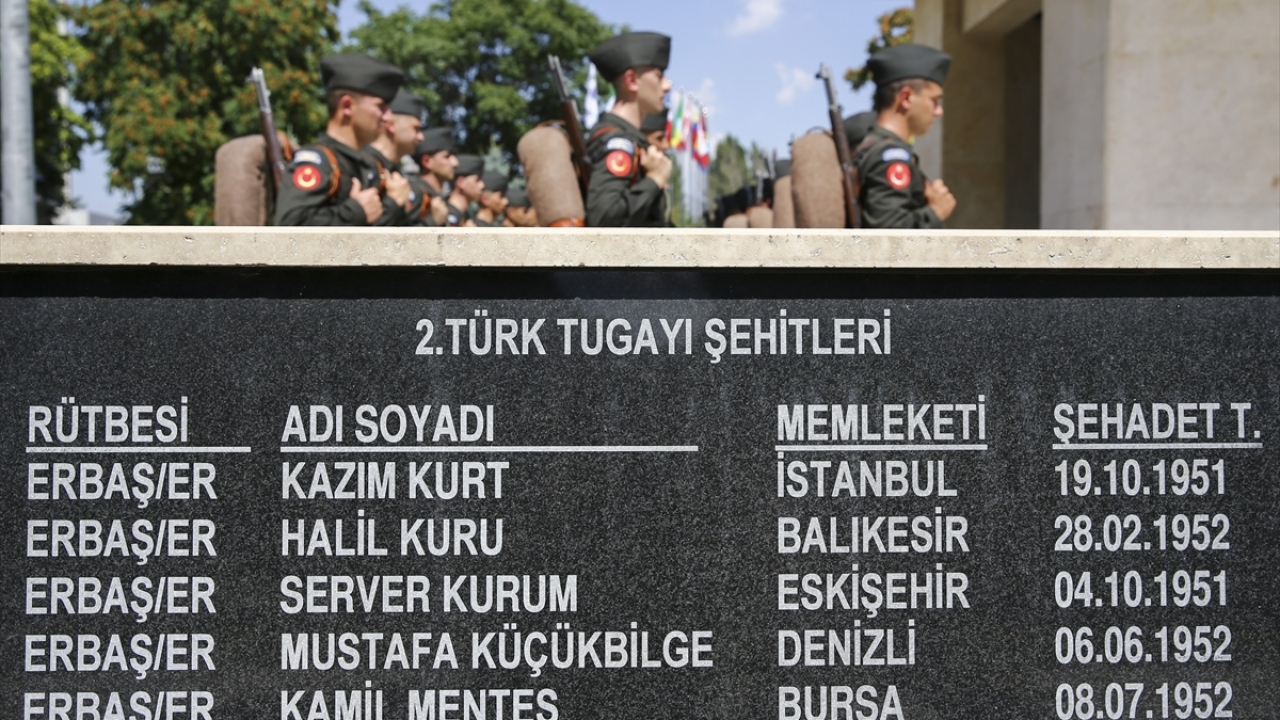 2.TÜRK TUGAYI ŞEHİTLERİ
RÜTBESİ ADI SOYADI MEMLEKETİ ŞEHADET T.
ERBAŞ/ER KAZIM KURT İSTANBUL 19.10.1951
ERBAŞ/ER HALİL KURU BALIKESİR 28.02.1952
ERBAŞ/ER SERVER KURUM ESKİŞEHİR 04.10.1951
ERBAŞ/ER MUSTAFA KÜÇÜKBİLGE DENİZLİ 06.06.1952
ERBAŞ/ER KAMİL MENTEŞ BURSA 08.07.1952